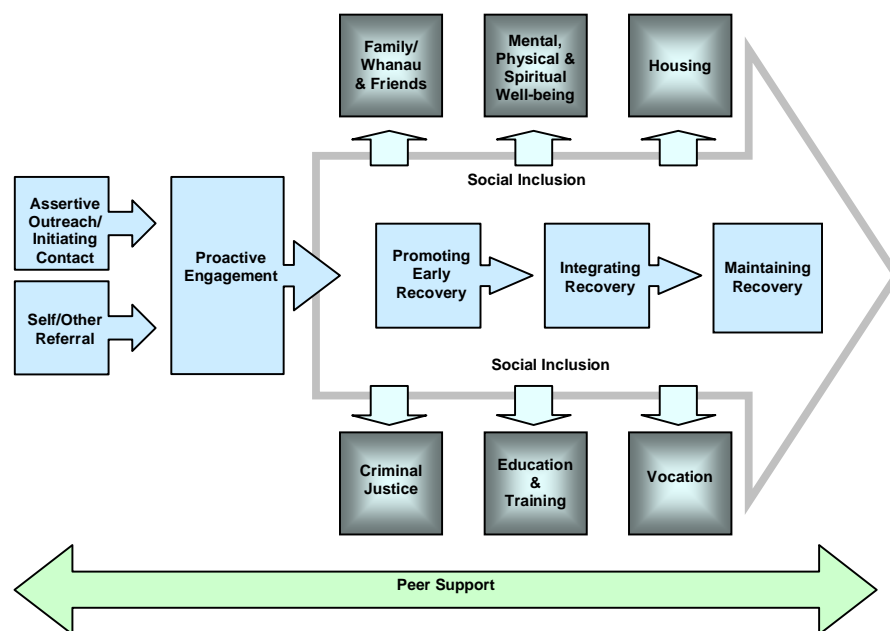 Family/
Whanau
& Friends
Mental,
Physical &
Spiritual
Well-being
Housing
Social Inclusion
Assertive
Outreach/
Initiating
Contact
Self/Other
Referral
Proactive
Engagement
Promoting
Early
Recovery
Integrating
Recovery
Maintaining
Recovery
Social Inclusion
Criminal
Justice
Education
&
Training
Vocation
Peer Support